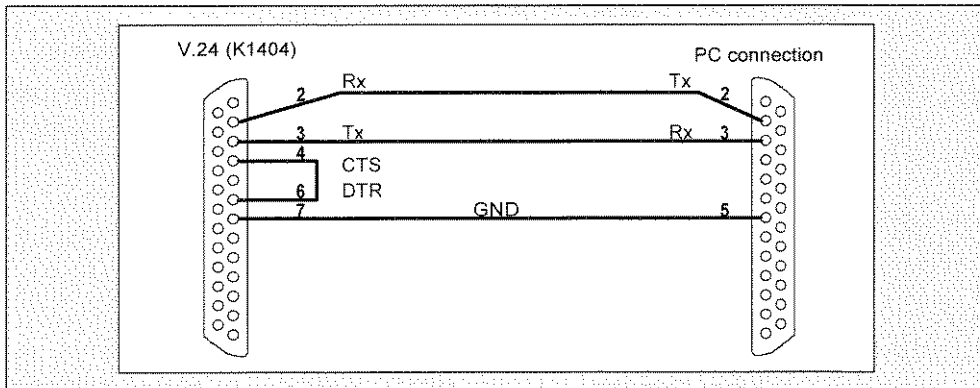 V.24 (K1404)
PC connection
2 Rx Tx 2
3 Tx Rx 3
4 CTS
6 DTR
7 GND 5